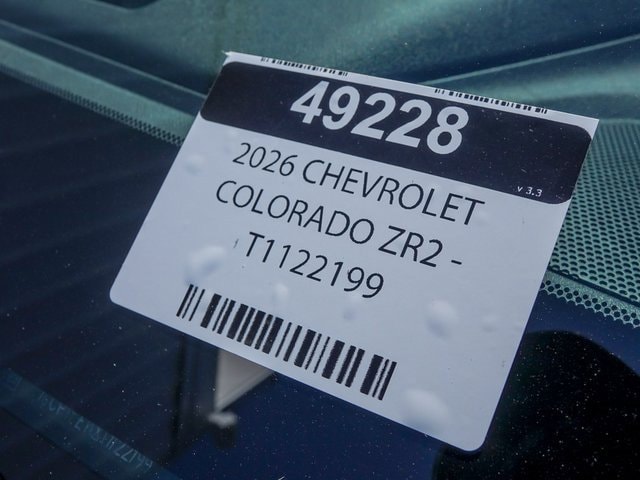 49228
v 3.3
2026 CHEVROLET
COLORADO ZR2 -
T1122199